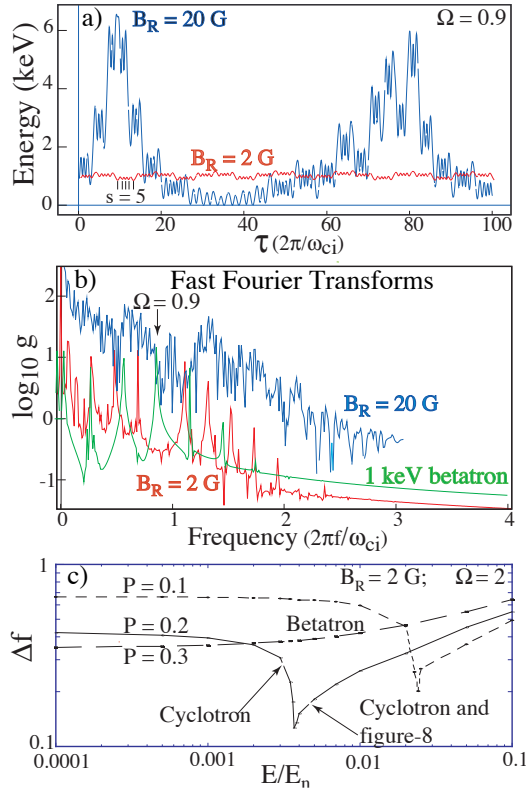 a)
B_R = 20 G
Ω = 0.9
6
4
2
0
Energy (keV)
B_R = 2 G
s = 5
0 20 40 60 80 100
τ (2π/ω_ci)
b)
Fast Fourier Transforms
2
1
0.0
-1
log₁₀ g
Ω = 0.9
B_R = 20 G
1 keV betatron
B_R = 2 G
0 1 2 3 4
Frequency (2πf/ω_ci)
c)
B_R = 2 G; Ω = 2
1
0.1
Δf
P = 0.1
P = 0.2
P = 0.3
Betatron
Cyclotron
Cyclotron and
figure-8
0.0001 0.001 0.01 0.1
E/E_n